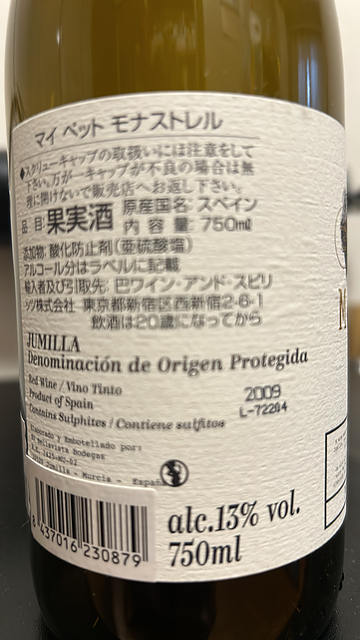 マイ ペット モナストレル
◆スクリューキャップの取扱いには注意をして
下さい。万が一キャップが不良の場合は無
理に開けないで販売店へお返し下さい。
品目:果実酒 原産国名:スペイン
内容量:750ml
添加物:酸化防止剤(亜硫酸塩)
アルコール分はラベルに記載
輸入者及び引取先:巴ワイン・アンド・スピリ
ッツ株式会社 東京都新宿区西新宿2-6-1
飲酒は20歳になってから
JUMILLA
Denominación de Origen Protegida
Red Wine / Vino Tinto
Product of Spain
Contains Sulphites / Contiene sulfitos
2009
L-72204
Elaborado y Embotellado por:
Bellavista Bodegas
Jumilla - Murcia - España
8 437016 230879
alc.13% vol.
750ml